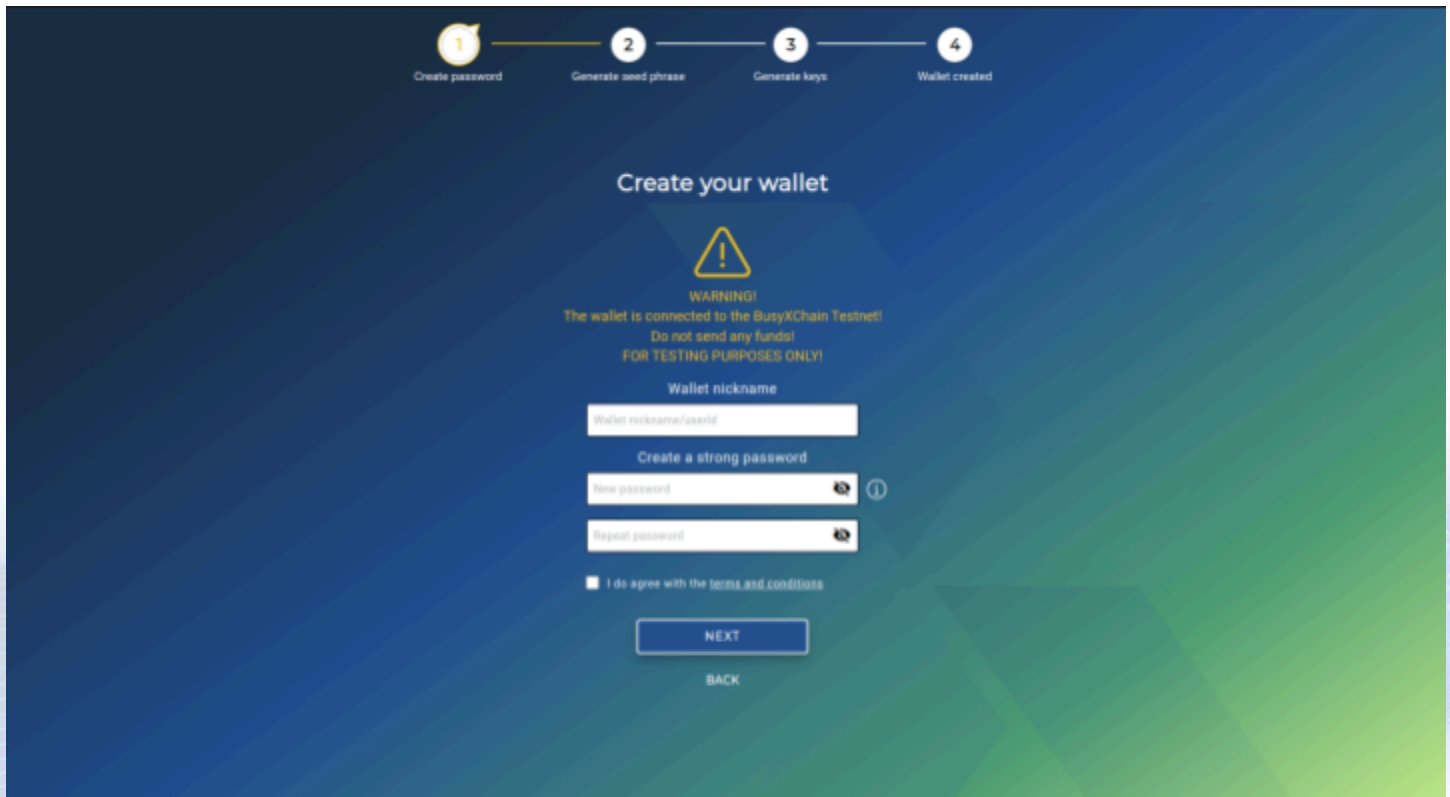 1 2 3 4
Create password Generate seed phrase Generate keys Wallet created
Create your wallet
WARNING!
The wallet is connected to the BusyXChain Testnet!
Do not send any funds!
FOR TESTING PURPOSES ONLY!
Wallet nickname
Wallet nickname/userId
Create a strong password
New password
Repeat password
I do agree with the terms and conditions
NEXT
BACK